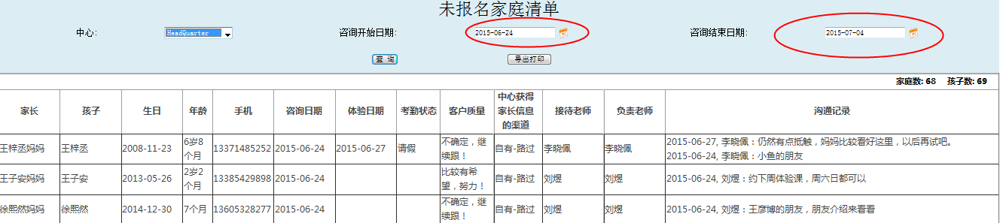 未报名家庭清单
中心: HeadQuarter 咨询开始日期: 2015-06-24 咨询结束日期: 2015-07-04
查 询 导出打印
家庭数: 68 孩子数: 69
家长 孩子 生日 年龄 手机 咨询日期 体验日期 考勤状态 客户质量 中心获得家长信息的渠道 接待老师 负责老师 沟通记录
王梓丞妈妈 王梓丞 2008-11-23 6岁8个月 13371485252 2015-06-24 2015-06-27 请假 不确定，继续跟！ 自有-路过 李晓佩 李晓佩 2015-06-27, 李晓佩：仍然有点抵触，妈妈比较看好这里，以后再试吧。
2015-06-24, 李晓佩：小鱼的朋友
王子安妈妈 王子安 2013-05-26 2岁2个月 13385429898 2015-06-24 比较有希望，努力！ 自有-路过 刘煜 刘煜 2015-06-24, 刘煜：约下周体验课，周六日都可以
徐熙然妈妈 徐熙然 2014-12-30 7个月 13605328277 2015-06-24 不确定，继续跟！ 自有-路过 刘煜 刘煜 2015-06-24, 刘煜：王彦博的朋友，朋友介绍来看看